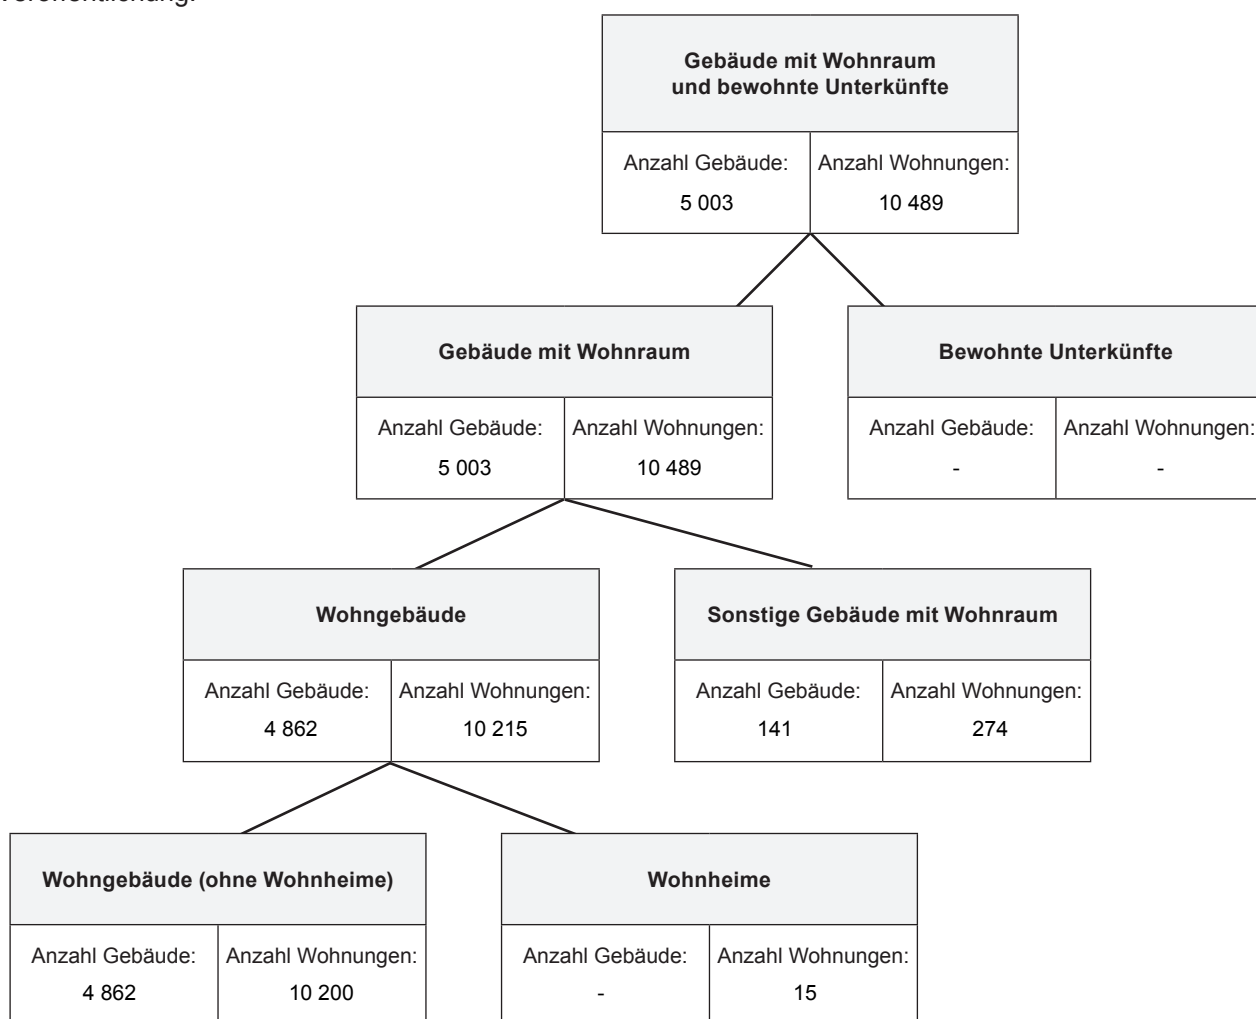 Veröffentlichung.
Gebäude mit Wohnraum
und bewohnte Unterkünfte
Anzahl Gebäude: Anzahl Wohnungen:
5 003 10 489
Gebäude mit Wohnraum Bewohnte Unterkünfte
Anzahl Gebäude: Anzahl Wohnungen: Anzahl Gebäude: Anzahl Wohnungen:
5 003 10 489 - -
Wohngebäude Sonstige Gebäude mit Wohnraum
Anzahl Gebäude: Anzahl Wohnungen: Anzahl Gebäude: Anzahl Wohnungen:
4 862 10 215 141 274
Wohngebäude (ohne Wohnheime) Wohnheime
Anzahl Gebäude: Anzahl Wohnungen: Anzahl Gebäude: Anzahl Wohnungen:
4 862 10 200 - 15